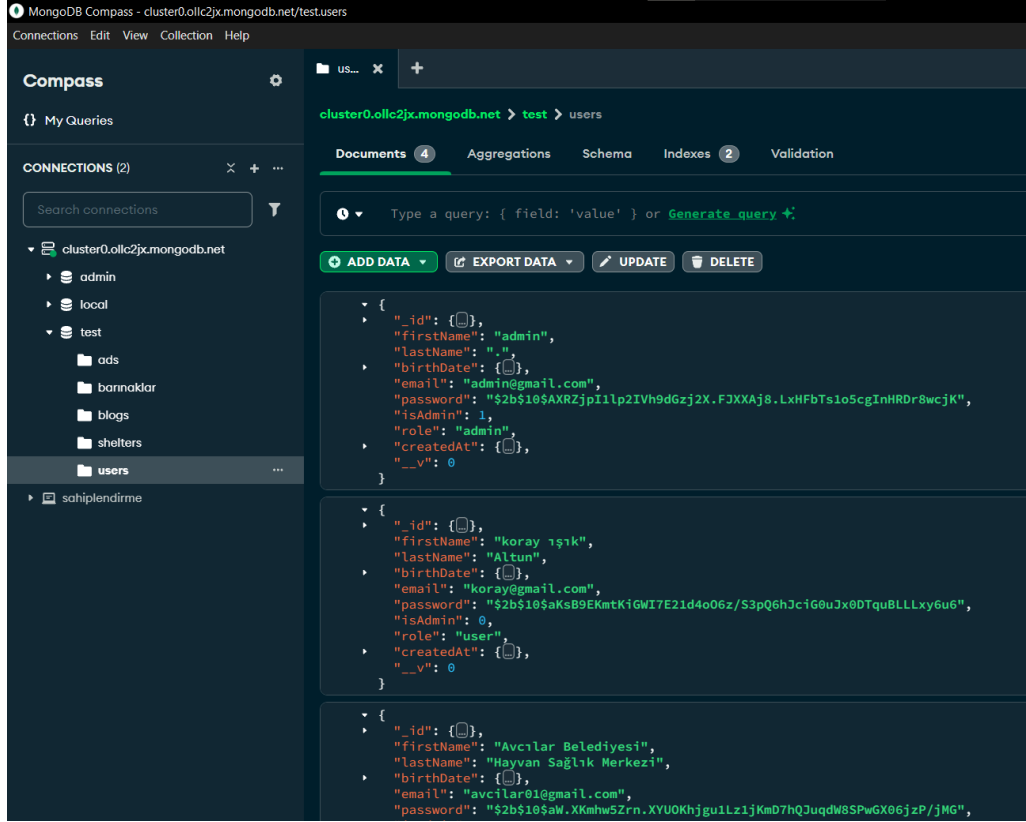 MongoDB Compass - cluster0.ollc2jx.mongodb.net/test.users
Connections Edit View Collection Help
Compass
{} My Queries
CONNECTIONS (2)
Search connections
cluster0.ollc2jx.mongodb.net
admin
local
test
ads
barınaklar
blogs
shelters
users
sahiplendirme
us...
cluster0.ollc2jx.mongodb.net > test > users
Documents 4 Aggregations Schema Indexes 2 Validation
Type a query: { field: 'value' } or Generate query
ADD DATA EXPORT DATA UPDATE DELETE
{
"_id": {…},
"firstName": "admin",
"lastName": ".",
"birthDate": {…},
"email": "admin@gmail.com",
"password": "$2b$10$AXRZjpI1lp2IVh9dGzj2X.FJXXAj8.LxHFbTs1o5cgInHRDr8wcjK",
"isAdmin": 1,
"role": "admin",
"createdAt": {…},
"__v": 0
}
{
"_id": {…},
"firstName": "koray ışık",
"lastName": "Altun",
"birthDate": {…},
"email": "koray@gmail.com",
"password": "$2b$10$aKsB9EKmtKiGWI7E21d4oO6z/S3pQ6hJciG0uJx0DTquBLLLxy6u6",
"isAdmin": 0,
"role": "user",
"createdAt": {…},
"__v": 0
}
{
"_id": {…},
"firstName": "Avcılar Belediyesi",
"lastName": "Hayvan Sağlık Merkezi",
"birthDate": {…},
"email": "avcilar01@gmail.com",
"password": "$2b$10$aW.XKmhw5Zrn.XYUOKhjgu1Lz1jKmD7hQJuqdW8SPwGX06jzP/jMG",